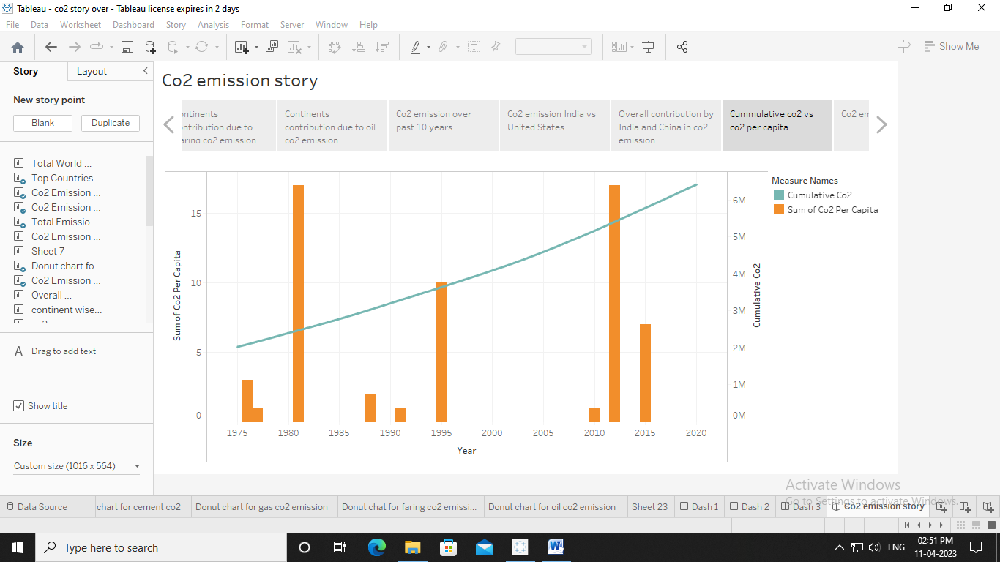 Tableau - co2 story over - Tableau license expires in 2 days
File Data Worksheet Dashboard Story Analysis Format Server Window Help
Show Me
Story Layout
New story point
Blank Duplicate
Total World ...
Top Countries...
Co2 Emission ...
Co2 Emission ...
Total Emissio...
Co2 Emission ...
Sheet 7
Donut chart fo...
Co2 Emission ...
Overall ...
continent wise...
A Drag to add text
Show title
Size
Custom size (1016 x 564)
Co2 emission story
ontinents
ontribution due to
aring co2 emission
Continents
contribution due to oil
co2 emission
Co2 emission over
past 10 years
Co2 emission India vs
United States
Overall contribution by
India and China in co2
emission
Cummulative co2 vs
co2 per capita
Co2 em
Sum of Co2 Per Capita
15
10
5
0
6M
5M
4M
3M
2M
1M
0M
Cumulative Co2
1975 1980 1985 1990 1995 2000 2005 2010 2015 2020
Year
Measure Names
Cumulative Co2
Sum of Co2 Per Capita
Activate Windows
Go to Settings to activate Windows.
Data Source chart for cement co2 Donut chart for gas co2 emission Donut chat for faring co2 emissi... Donut chart for oil co2 emission Sheet 23 Dash 1 Dash 2 Dash 3 Co2 emission story
Type here to search
W
ENG
02:51 PM
11-04-2023